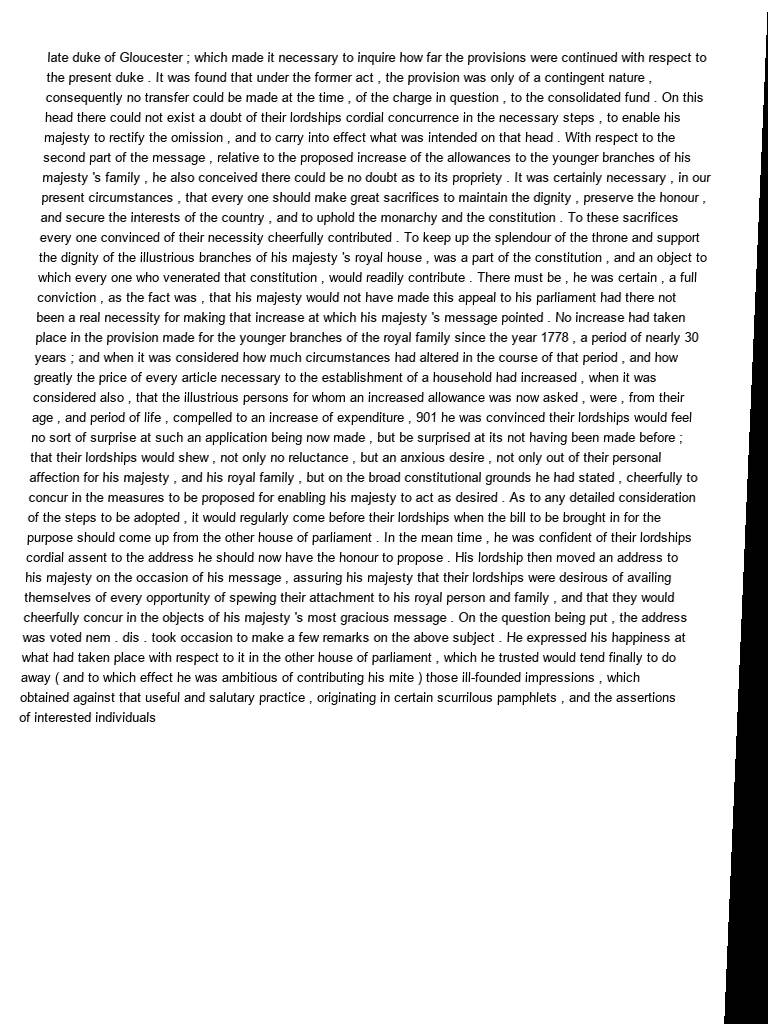 late duke of Gloucester ; which made it necessary to inquire how far the provisions were continued with respect to
the present duke . It was found that under the former act , the provision was only of a contingent nature ,
consequently no transfer could be made at the time , of the charge in question , to the consolidated fund . On this
head there could not exist a doubt of their lordships cordial concurrence in the necessary steps , to enable his
majesty to rectify the omission , and to carry into effect what was intended on that head . With respect to the
second part of the message , relative to the proposed increase of the allowances to the younger branches of his
majesty 's family , he also conceived there could be no doubt as to its propriety . It was certainly necessary , in our
present circumstances , that every one should make great sacrifices to maintain the dignity , preserve the honour ,
and secure the interests of the country , and to uphold the monarchy and the constitution . To these sacrifices
every one convinced of their necessity cheerfully contributed . To keep up the splendour of the throne and support
the dignity of the illustrious branches of his majesty 's royal house , was a part of the constitution , and an object to
which every one who venerated that constitution , would readily contribute . There must be , he was certain , a full
conviction , as the fact was , that his majesty would not have made this appeal to his parliament had there not
been a real necessity for making that increase at which his majesty 's message pointed . No increase had taken
place in the provision made for the younger branches of the royal family since the year 1778 , a period of nearly 30
years ; and when it was considered how much circumstances had altered in the course of that period , and how
greatly the price of every article necessary to the establishment of a household had increased , when it was
considered also , that the illustrious persons for whom an increased allowance was now asked , were , from their
age , and period of life , compelled to an increase of expenditure , 901 he was convinced their lordships would feel
no sort of surprise at such an application being now made , but be surprised at its not having been made before ;
that their lordships would shew , not only no reluctance , but an anxious desire , not only out of their personal
affection for his majesty , and his royal family , but on the broad constitutional grounds he had stated , cheerfully to
concur in the measures to be proposed for enabling his majesty to act as desired . As to any detailed consideration
of the steps to be adopted , it would regularly come before their lordships when the bill to be brought in for the
purpose should come up from the other house of parliament . In the mean time , he was confident of their lordships
cordial assent to the address he should now have the honour to propose . His lordship then moved an address to
his majesty on the occasion of his message , assuring his majesty that their lordships were desirous of availing
themselves of every opportunity of spewing their attachment to his royal person and family , and that they would
cheerfully concur in the objects of his majesty 's most gracious message . On the question being put , the address
was voted nem . dis . took occasion to make a few remarks on the above subject . He expressed his happiness at
what had taken place with respect to it in the other house of parliament , which he trusted would tend finally to do
away ( and to which effect he was ambitious of contributing his mite ) those ill-founded impressions , which
obtained against that useful and salutary practice , originating in certain scurrilous pamphlets , and the assertions
of interested individuals